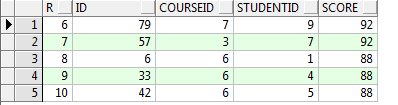 R ID COURSEID STUDENTID SCORE
1 6 79 7 9 92
2 7 57 3 7 92
3 8 6 6 1 88
4 9 33 6 4 88
5 10 42 6 5 88